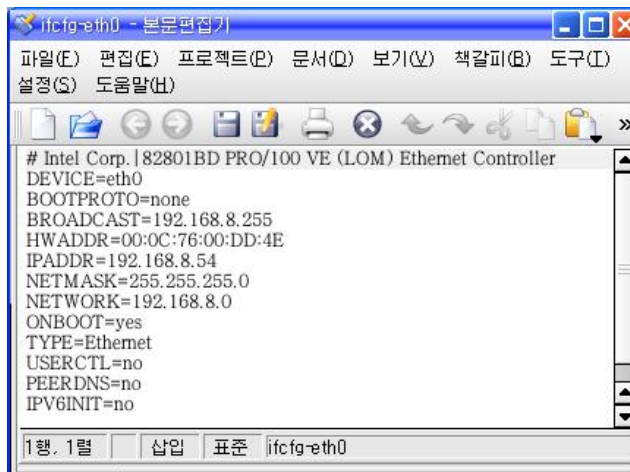 ifcfg-eth0 - 본문편집기
파일(F) 편집(E) 프로젝트(P) 문서(D) 보기(V) 책갈피(B) 도구(T)
설정(S) 도움말(H)
# Intel Corp.|82801BD PRO/100 VE (LOM) Ethernet Controller
DEVICE=eth0
BOOTPROTO=none
BROADCAST=192.168.8.255
HWADDR=00:0C:76:00:DD:4E
IPADDR=192.168.8.54
NETMASK=255.255.255.0
NETWORK=192.168.8.0
ONBOOT=yes
TYPE=Ethernet
USERCTL=no
PEERDNS=no
IPV6INIT=no
1행, 1렬 삽입 표준 ifcfg-eth0